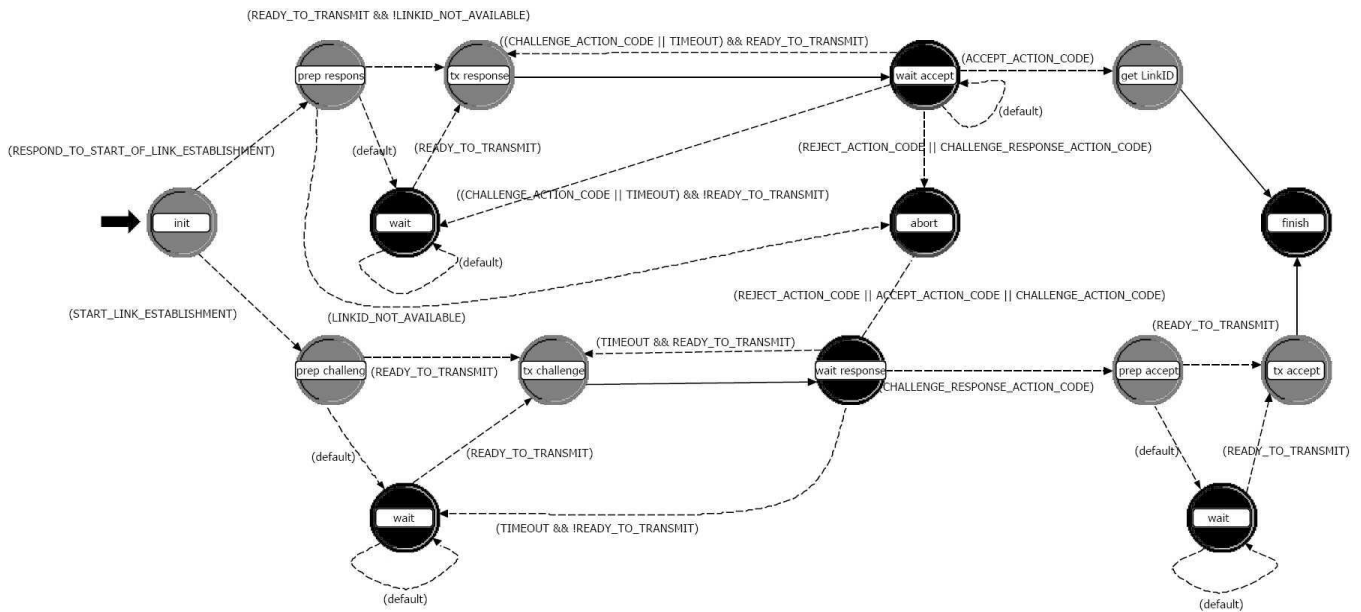 (READY_TO_TRANSMIT && !LINKID_NOT_AVAILABLE)
((CHALLENGE_ACTION_CODE || TIMEOUT) && READY_TO_TRANSMIT)
(ACCEPT_ACTION_CODE)
prep respons
tx response
wait accept
get LinkID
(default)
(RESPOND_TO_START_OF_LINK_ESTABLISHMENT)
(default)
(READY_TO_TRANSMIT)
(REJECT_ACTION_CODE || CHALLENGE_RESPONSE_ACTION_CODE)
((CHALLENGE_ACTION_CODE || TIMEOUT) && !READY_TO_TRANSMIT)
init
wait
abort
finish
(default)
(REJECT_ACTION_CODE || ACCEPT_ACTION_CODE || CHALLENGE_ACTION_CODE)
(START_LINK_ESTABLISHMENT)
(LINKID_NOT_AVAILABLE)
(READY_TO_TRANSMIT)
(TIMEOUT && READY_TO_TRANSMIT)
prep challeng
(READY_TO_TRANSMIT)
tx challenge
wait response
prep accept
tx accept
(CHALLENGE_RESPONSE_ACTION_CODE)
(default)
(READY_TO_TRANSMIT)
(default)
(READY_TO_TRANSMIT)
wait
(TIMEOUT && !READY_TO_TRANSMIT)
wait
(default)
(default)